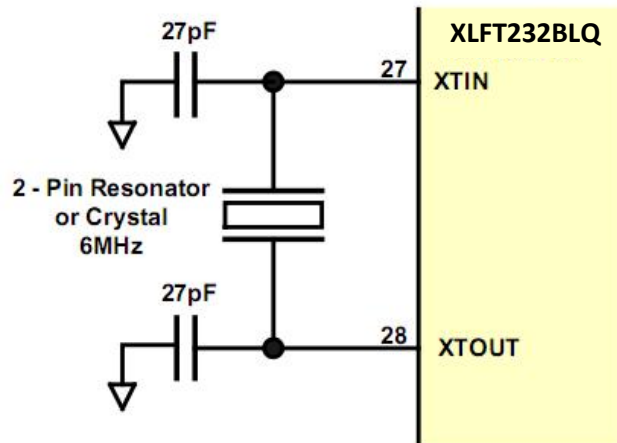 27pF
XLFT232BLQ
27
XTIN
2 - Pin Resonator
or Crystal
6MHz
27pF
28
XTOUT